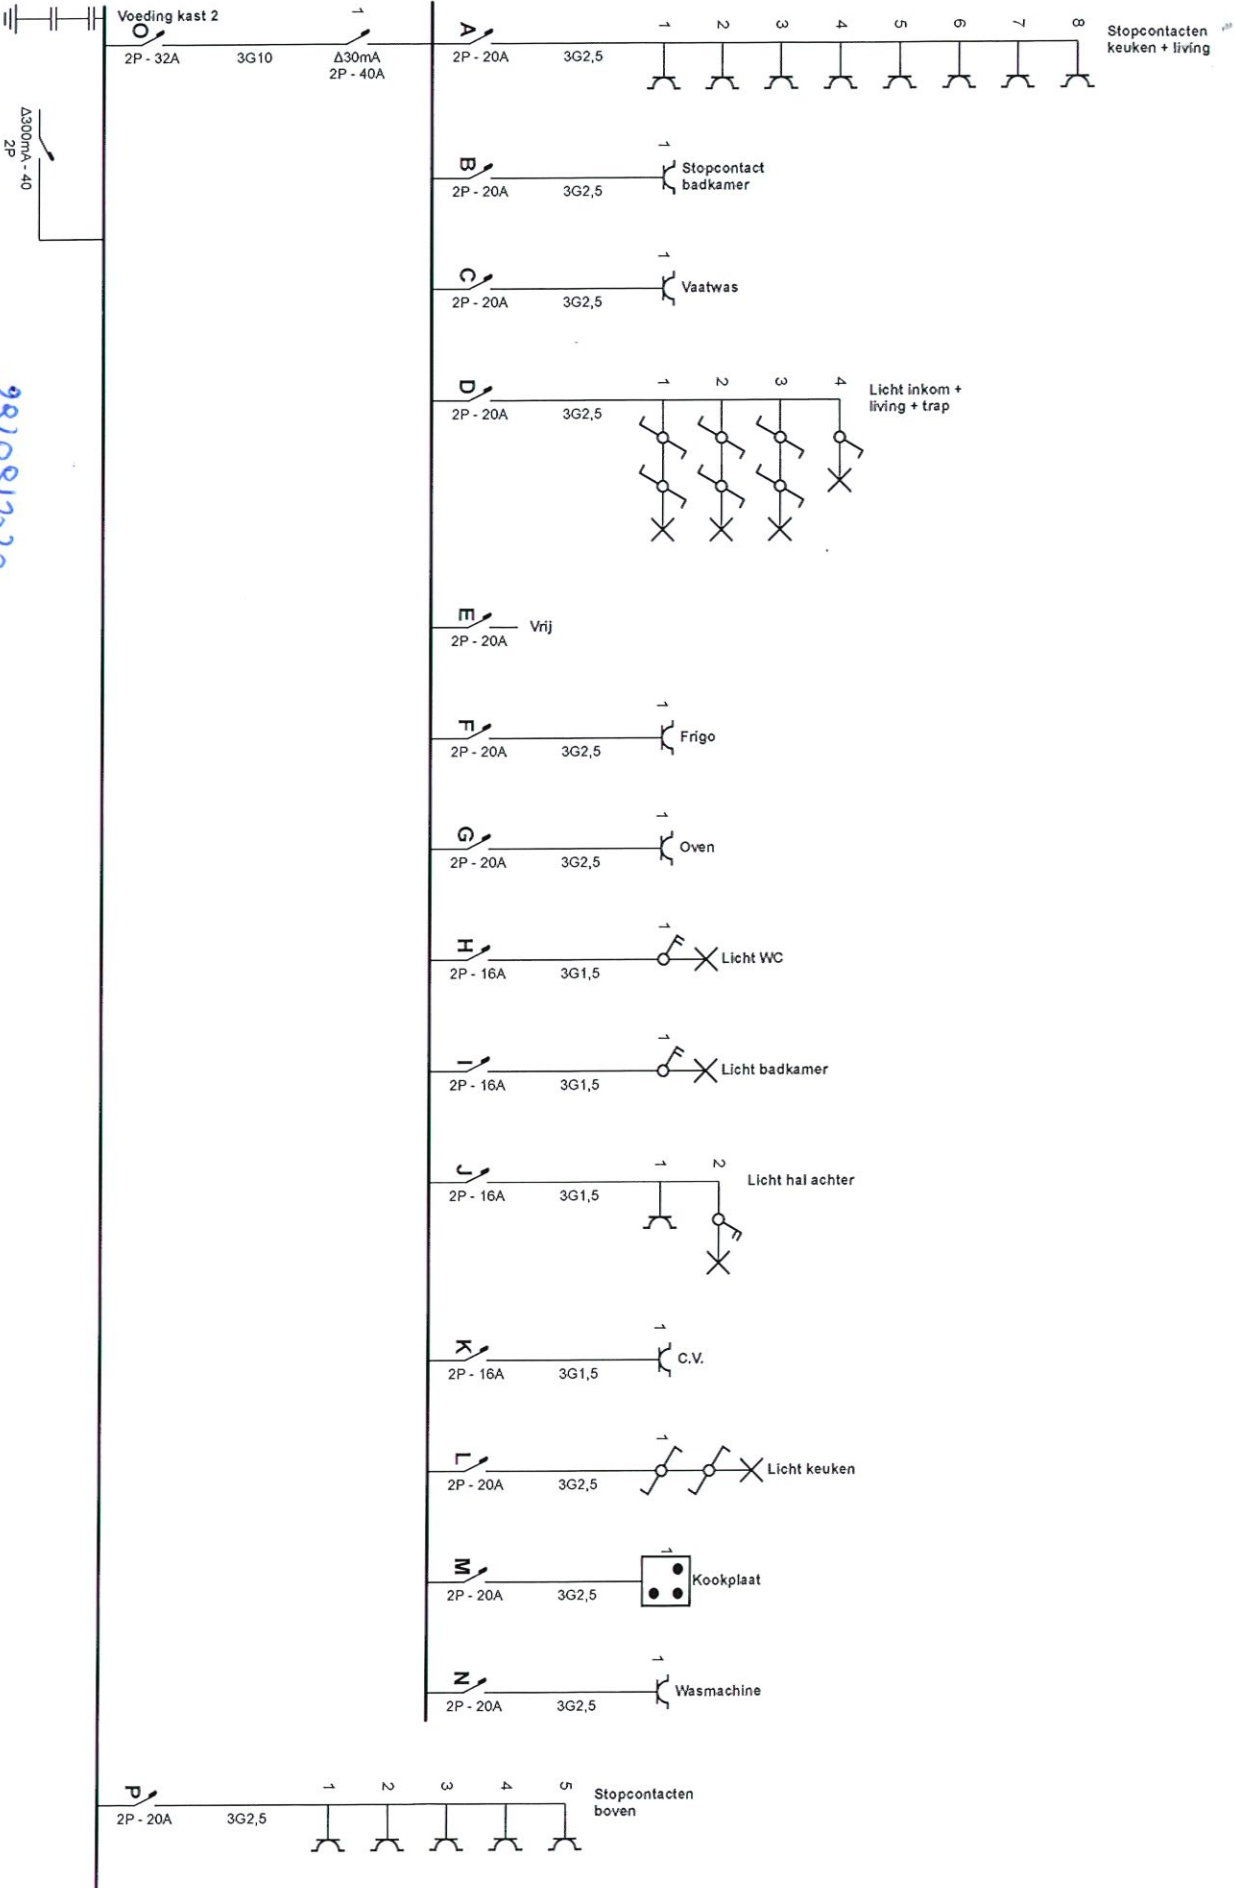 Voeding kast 2
O
2P - 32A
3G10
1
Δ30mA
2P - 40A
Δ300mA - 40
2P
A
2P - 20A
3G2,5
1 2 3 4 5 6 7 8
Stopcontacten
keuken + living
B
2P - 20A
3G2,5
1
Stopcontact
badkamer
C
2P - 20A
3G2,5
1
Vaatwas
D
2P - 20A
3G2,5
1 2 3 4
Licht inkom +
living + trap
E
2P - 20A
Vrij
F
2P - 20A
3G2,5
1
Frigo
G
2P - 20A
3G2,5
1
Oven
H
2P - 16A
3G1,5
1
Licht WC
I
2P - 16A
3G1,5
1
Licht badkamer
J
2P - 16A
3G1,5
1 2
Licht hal achter
K
2P - 16A
3G1,5
1
C.V.
L
2P - 20A
3G2,5
1
Licht keuken
M
2P - 20A
3G2,5
1
Kookplaat
N
2P - 20A
3G2,5
1
Wasmachine
P
2P - 20A
3G2,5
1 2 3 4 5
Stopcontacten
boven